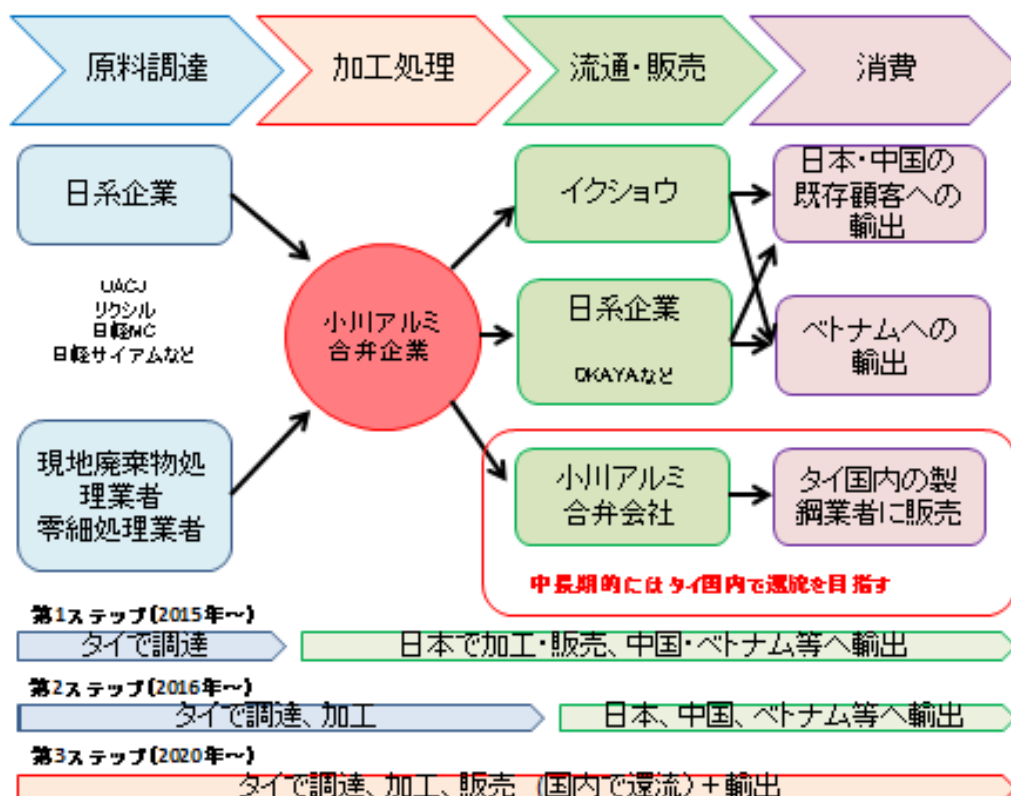 原料調達
加工処理
流通・販売
消費
日系企業
UACJ
リクシル
日軽MC
日軽サイアムなど
現地廃棄物処
理業者
零細処理業者
小川アルミ
合弁企業
イクショウ
日系企業
OKAYAなど
小川アルミ
合弁会社
日本・中国の
既存顧客への
輸出
ベトナムへの
輸出
タイ国内の製
鋼業者に販売
中長期的にはタイ国内で還流を目指す
第1ステップ(2015年~)
タイで調達
日本で加工・販売、中国・ベトナム等へ輸出
第2ステップ(2016年~)
タイで調達、加工
日本、中国、ベトナム等へ輸出
第3ステップ(2020年~)
タイで調達、加工、販売 (国内で還流)+輸出